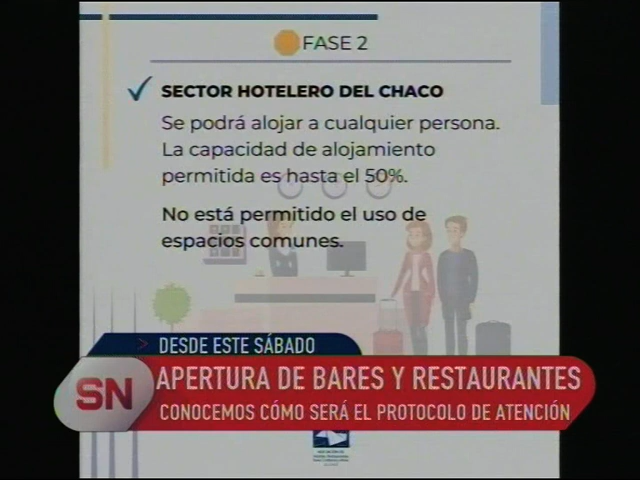 FASE 2
SECTOR HOTELERO DEL CHACO
Se podrá alojar a cualquier persona.
La capacidad de alojamiento
permitida es hasta el 50%.
No está permitido el uso de
espacios comunes.
> DESDE ESTE SÁBADO
SN
APERTURA DE BARES Y RESTAURANTES
CONOCEMOS CÓMO SERÁ EL PROTOCOLO DE ATENCIÓN